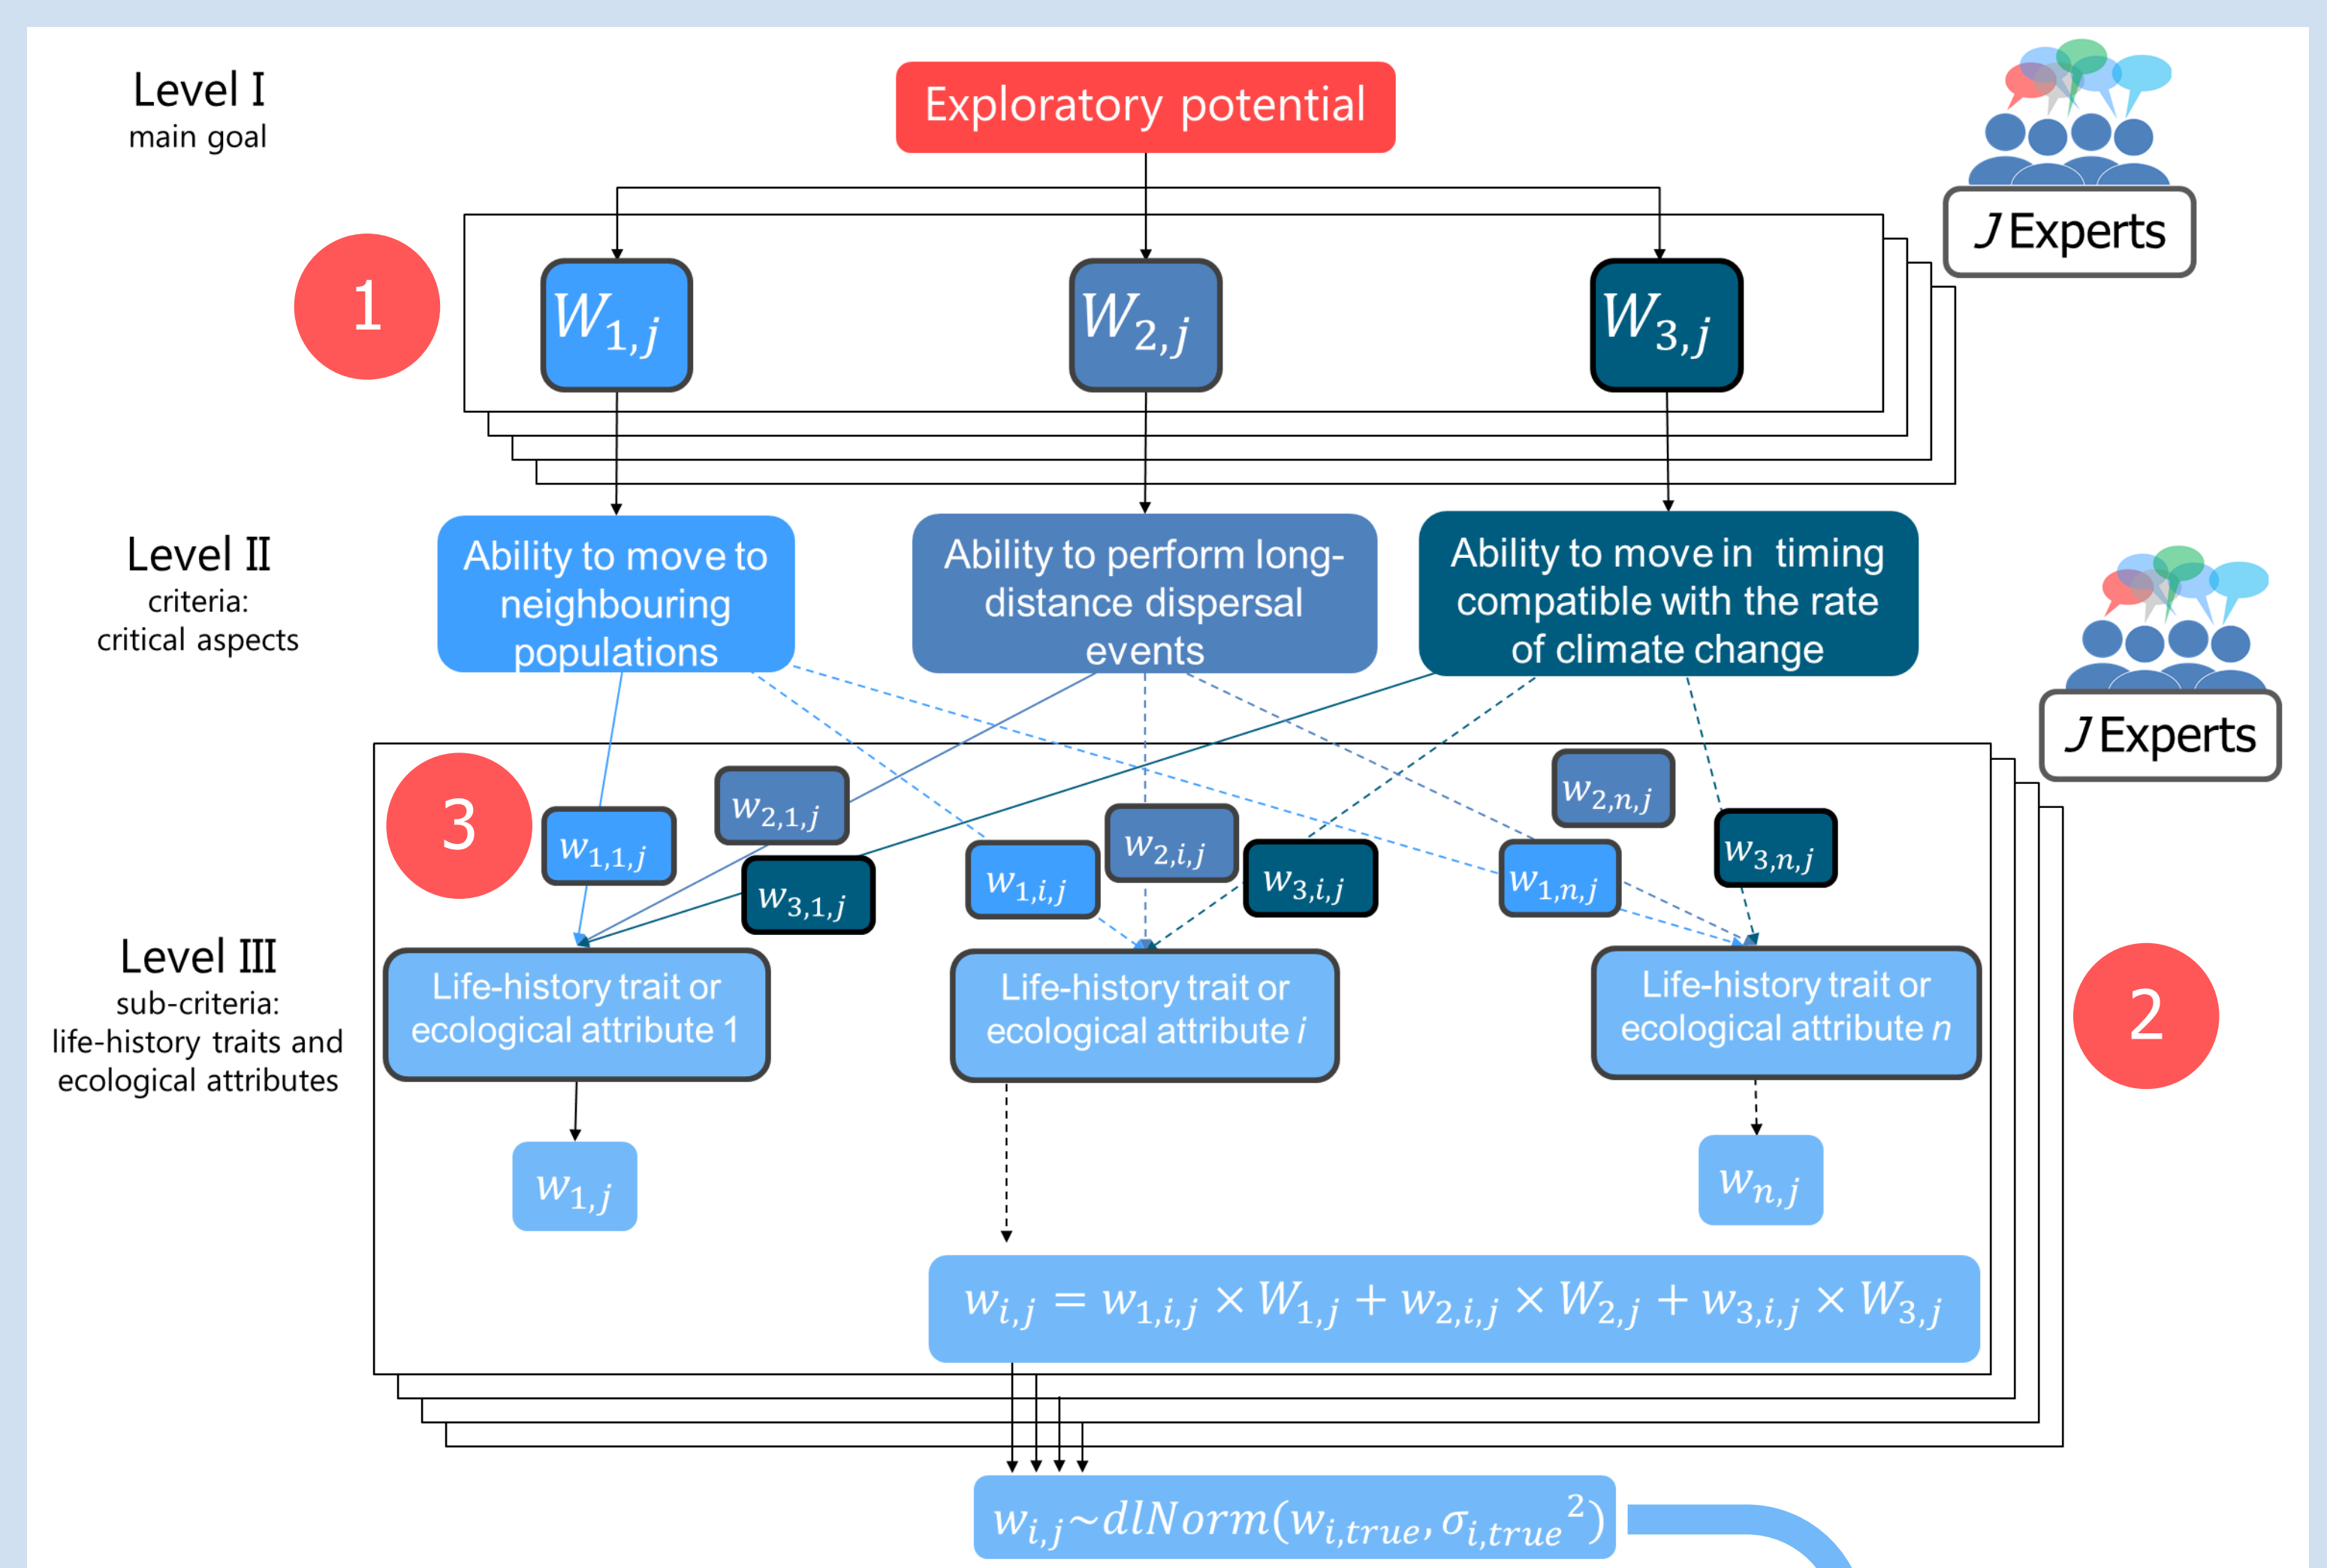 Level I
main goal
Exploratory potential
J Experts
1
W1,j
W2,j
W3,j
Level II
criteria:
critical aspects
Ability to move to
neighbouring
populations
Ability to perform long-
distance dispersal
events
Ability to move in timing
compatible with the rate
of climate change
J Experts
3
w1,1,j
w2,1,j
w3,1,j
w1,i,j
w2,i,j
w3,i,j
w1,n,j
w2,n,j
w3,n,j
Level III
sub-criteria:
life-history traits and
ecological attributes
Life-history trait or
ecological attribute 1
Life-history trait or
ecological attribute i
Life-history trait or
ecological attribute n
2
w1,j
wn,j
wi,j = w1,i,j × W1,j + w2,i,j × W2,j + w3,i,j × W3,j
wi,j~dlNorm(wi,true, σi,true²)